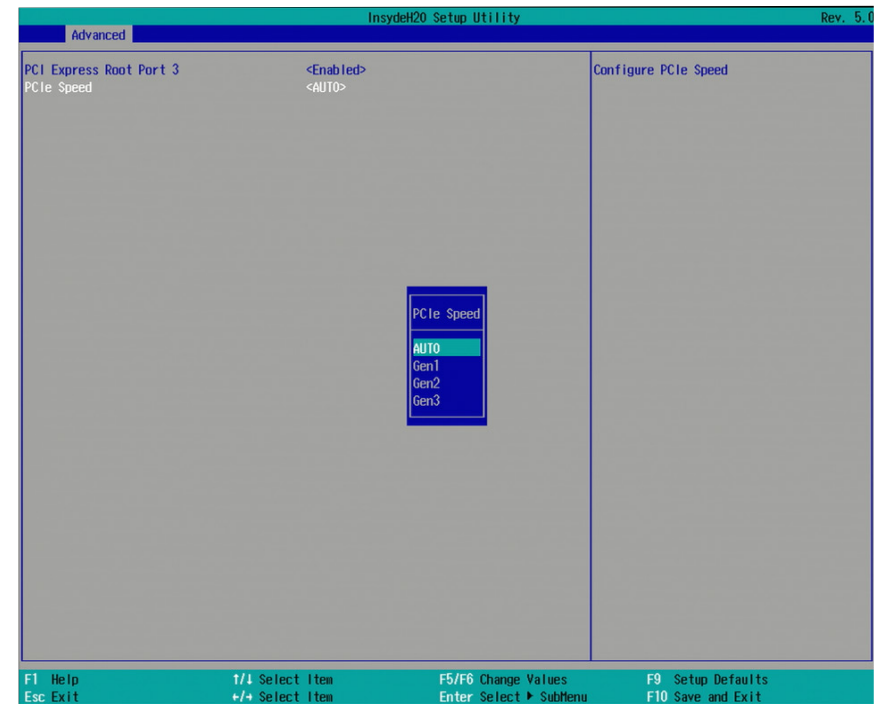 InsydeH2O Setup Utility Rev. 5.0
Advanced
PCI Express Root Port 3 <Enabled> Configure PCIe Speed
PCIe Speed <AUTO>
PCIe Speed
AUTO
Gen1
Gen2
Gen3
F1 Help ↑/↓ Select Item F5/F6 Change Values F9 Setup Defaults
Esc Exit ←/→ Select Item Enter Select ▶ SubMenu F10 Save and Exit